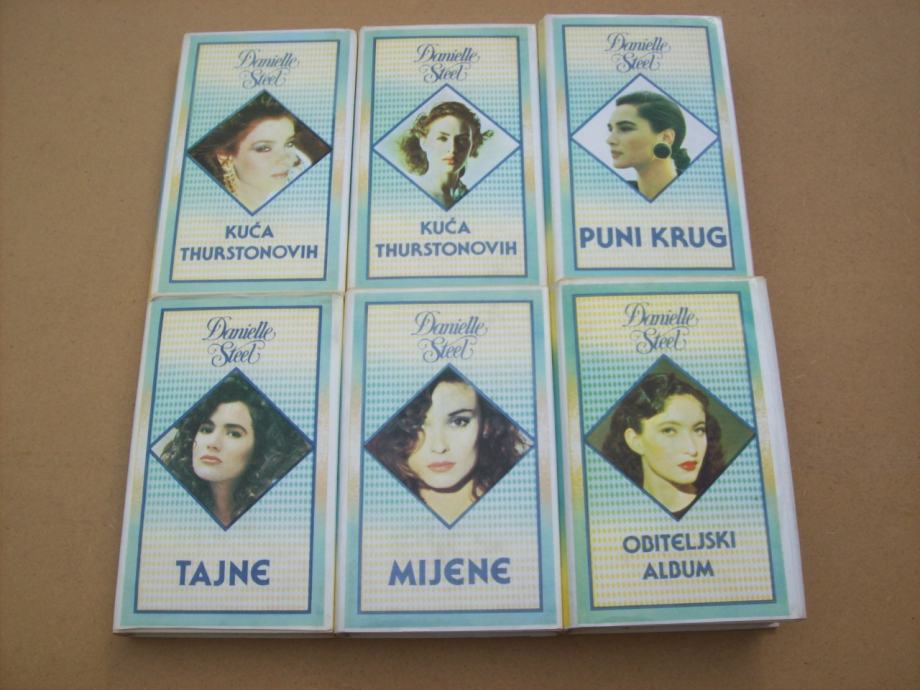 Danielle
Steel
KUĆA
THURSTONOVIH
Danielle
Steel
KUĆA
THURSTONOVIH
Danielle
Steel
PUNI KRUG
Danielle
Steel
TAJNE
Danielle
Steel
MIJENE
Danielle
Steel
OBITELJSKI
ALBUM